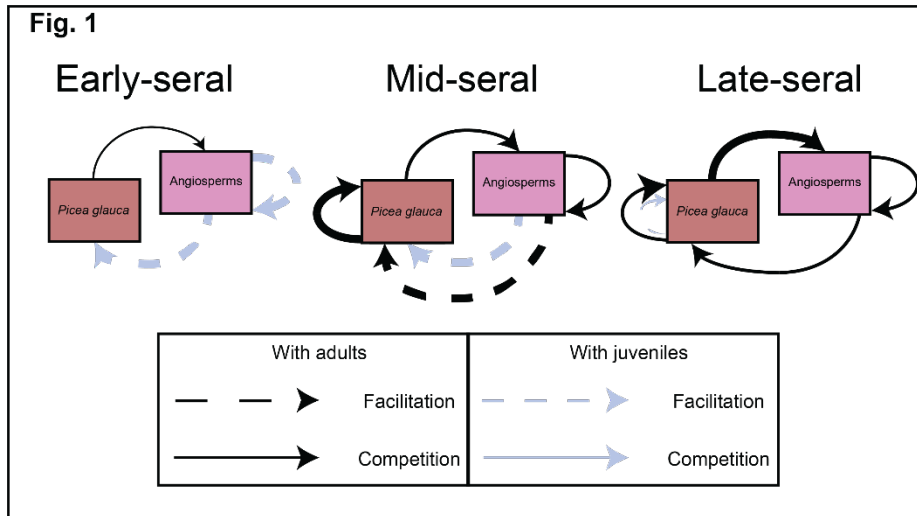 Fig. 1
Early-seral
Mid-seral
Late-seral
Picea glauca
Angiosperms
Picea glauca
Angiosperms
Picea glauca
Angiosperms
With adults
Facilitation
Competition
With juveniles
Facilitation
Competition